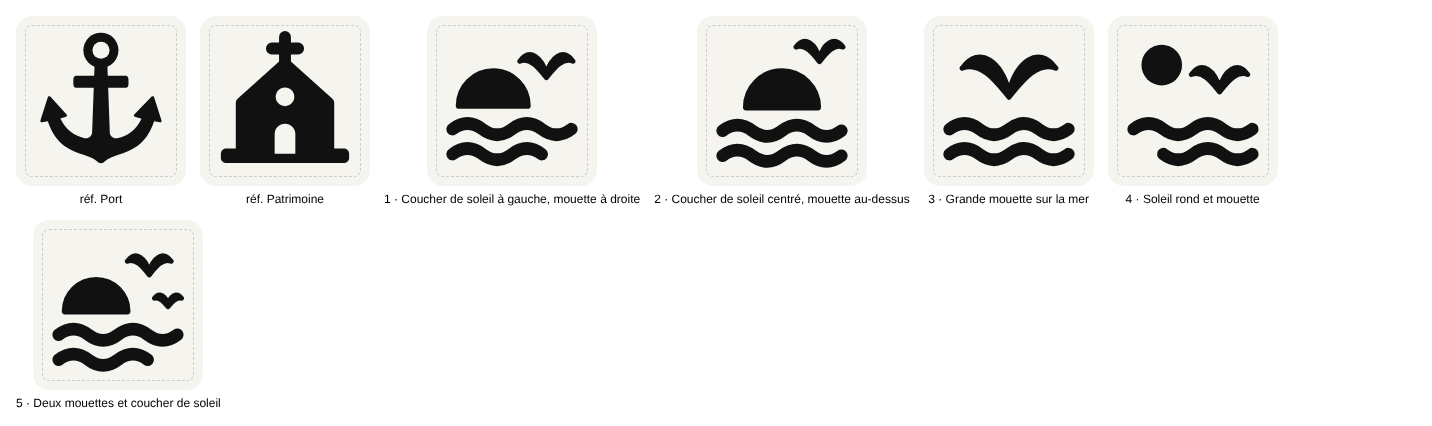 réf. Port
réf. Patrimoine
1 · Coucher de soleil à gauche, mouette à droite
2 · Coucher de soleil centré, mouette au-dessus
3 · Grande mouette sur la mer
4 · Soleil rond et mouette
5 · Deux mouettes et coucher de soleil